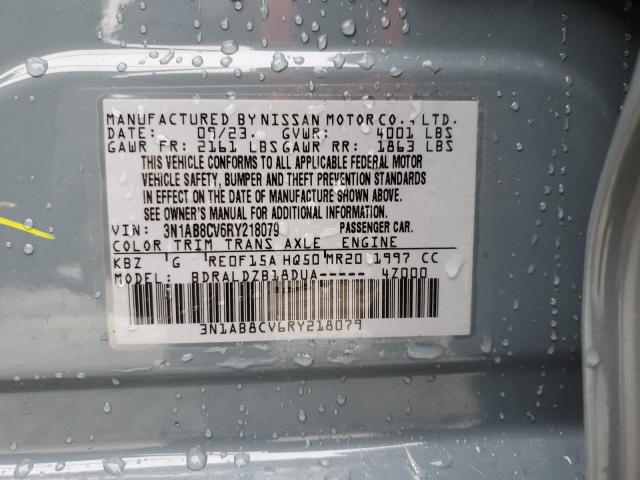 MANUFACTURED BY NISSAN MOTOR CO., LTD.
DATE: 09/23 GVWR: 4001 LBS
GAWR FR: 2161 LBS GAWR RR: 1863 LBS
THIS VEHICLE CONFORMS TO ALL APPLICABLE FEDERAL MOTOR
VEHICLE SAFETY, BUMPER AND THEFT PREVENTION STANDARDS
IN EFFECT ON THE DATE OF MANUFACTURE SHOWN ABOVE.
SEE OWNER'S MANUAL FOR ADDITIONAL INFORMATION.
VIN: 3N1AB8CV6RY218079 PASSENGER CAR.
COLOR TRIM TRANS AXLE ENGINE
KBZ G RE0F15A HQ50 MR20 1997 CC
MODEL: BDRALDZB18DUA----- 4Z000
3N1AB8CV6RY218079